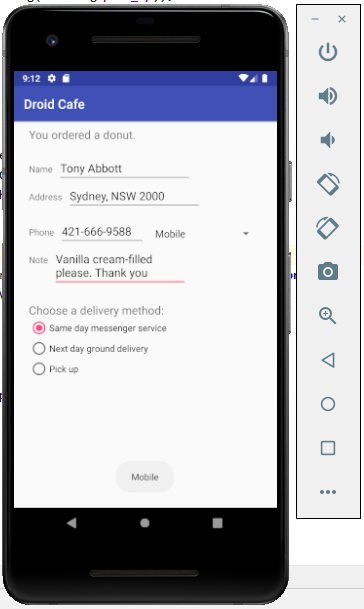 9:12
Droid Cafe
You ordered a donut.
Name Tony Abbott
Address Sydney, NSW 2000
Phone 421-666-9588 Mobile
Note Vanilla cream-filled
please. Thank you
Choose a delivery method:
Same day messenger service
Next day ground delivery
Pick up
Mobile